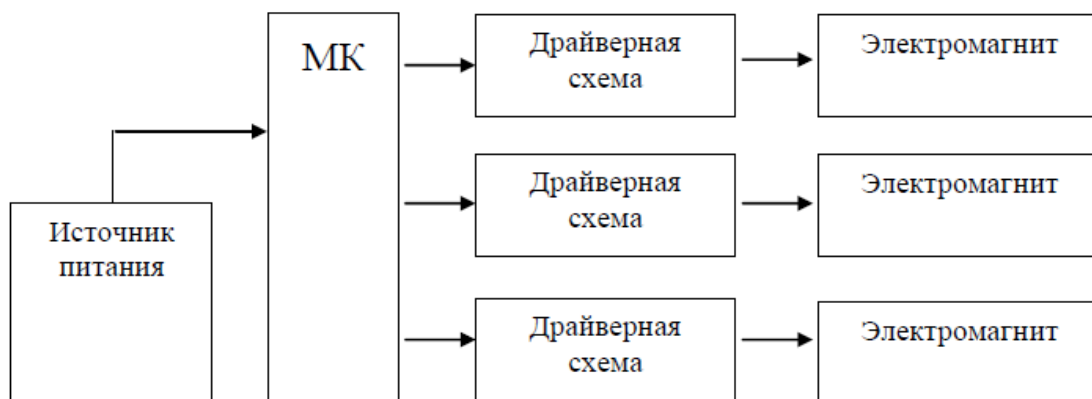 МК
Драйверная
схема
Электромагнит
Драйверная
схема
Электромагнит
Источник
питания
Драйверная
схема
Электромагнит